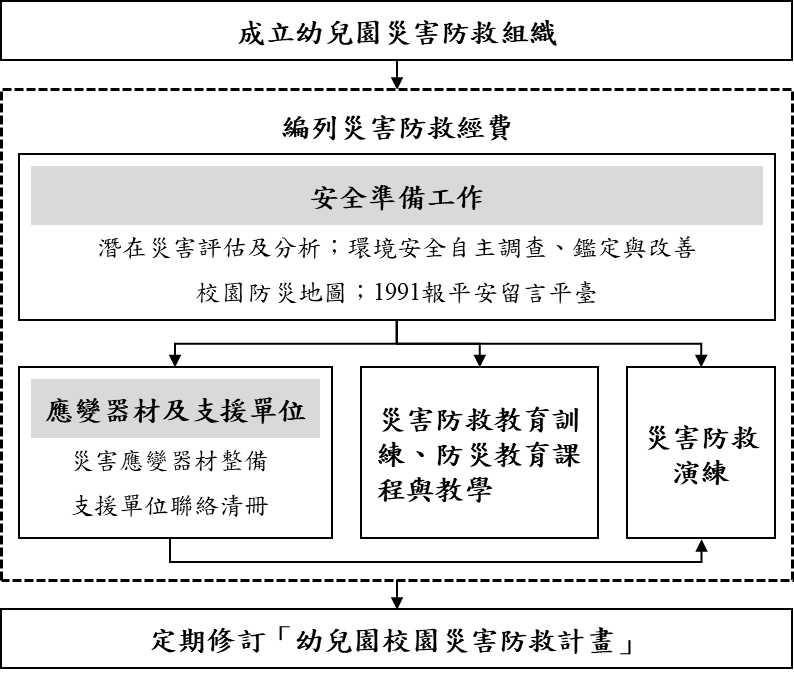 成立幼兒園災害防救組織
編列災害防救經費
安全準備工作
潛在災害評估及分析；環境安全自主調查、鑑定與改善
校園防災地圖；1991報平安留言平臺
應變器材及支援單位
災害應變器材整備
支援單位聯絡清冊
災害防救教育訓
練、防災教育課
程與教學
災害防救
演練
定期修訂「幼兒園校園災害防救計畫」